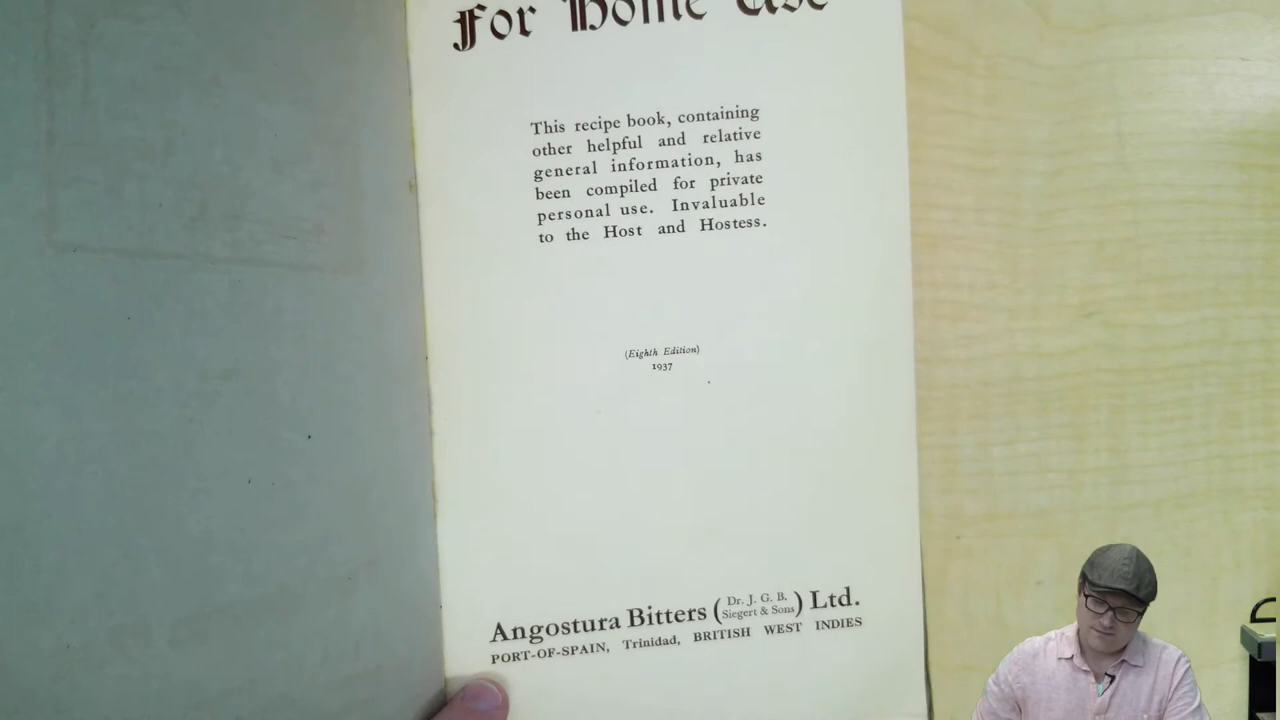 For Home Use
This recipe book, containing
other helpful and relative
general information, has
been compiled for private
personal use. Invaluable
to the Host and Hostess.
(Eighth Edition)
1937
Angostura Bitters (Dr. J. G. B. Siegert & Sons) Ltd.
PORT-OF-SPAIN, Trinidad, BRITISH WEST INDIES